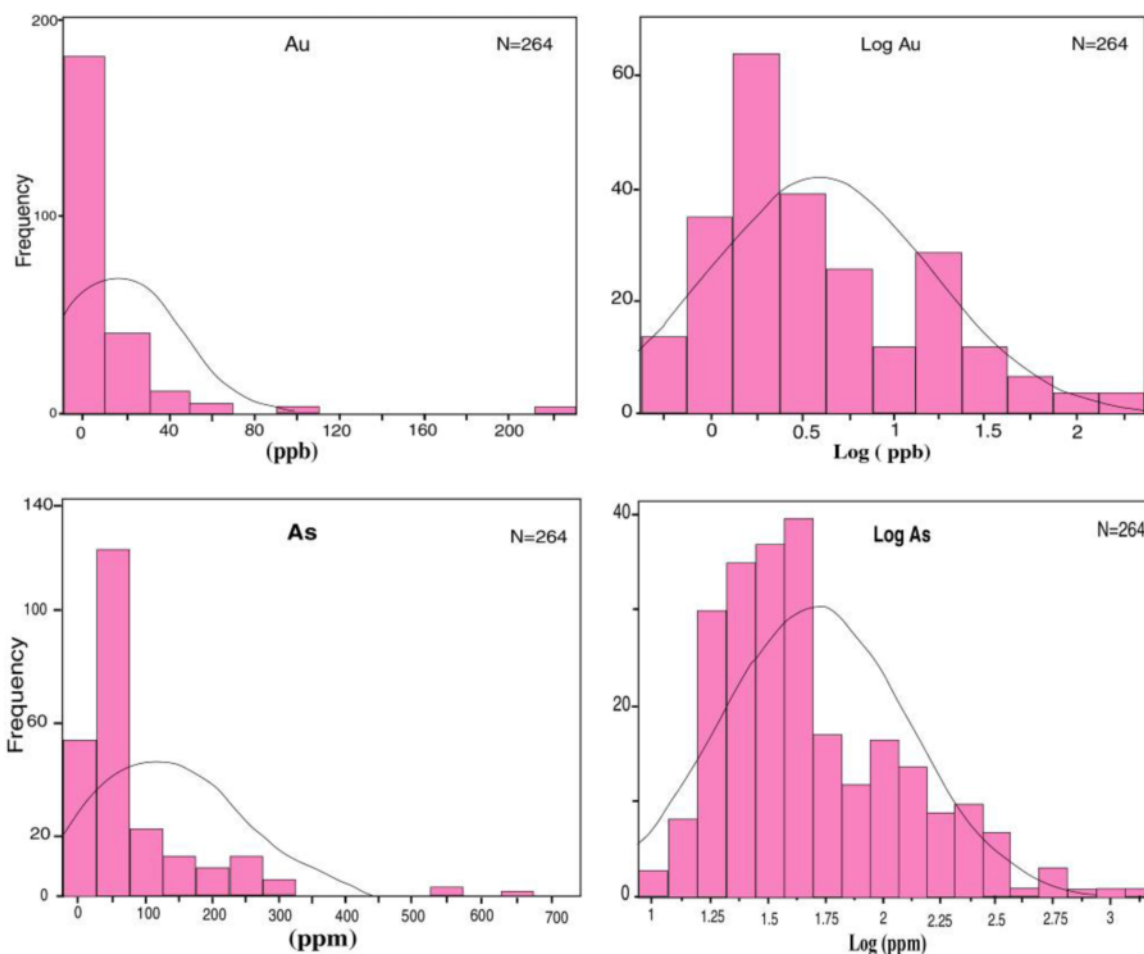 200
Au
N=264
100
0
Frequency
0 40 80 120 160 200
(ppb)
Log Au
N=264
60
40
20
0
0 0.5 1 1.5 2
Log ( ppb)
140
As
N=264
100
60
20
0
Frequency
0 100 200 300 400 500 600 700
(ppm)
40
Log As
N=264
20
0
1 1.25 1.5 1.75 2 2.25 2.5 2.75 3
Log (ppm)